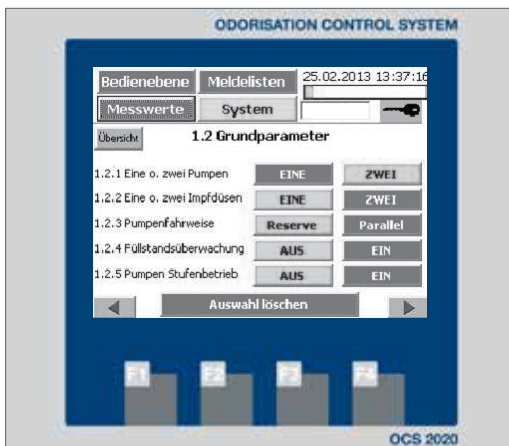 ODORISATION CONTROL SYSTEM
Bedienebene Meldelisten 25.02.2013 13:37:16
Messwerte System
Übersicht 1.2 Grundparameter
1.2.1 Eine o. zwei Pumpen EINE ZWEI
1.2.2 Eine o. zwei Impfdüsen EINE ZWEI
1.2.3 Pumpenfahrweise Reserve Parallel
1.2.4 Füllstandsüberwachung AUS EIN
1.2.5 Pumpen Stufenbetrieb AUS EIN
Auswahl löschen
F1 F2 F3 F4
OCS 2020